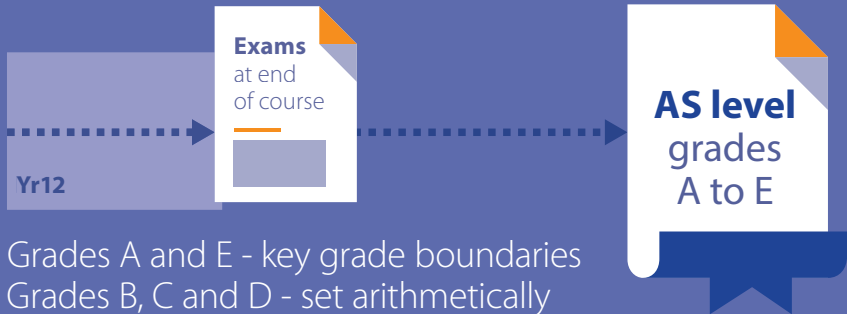 Exams
at end
of course
Yr12
AS level
grades
A to E
Grades A and E - key grade boundaries
Grades B, C and D - set arithmetically